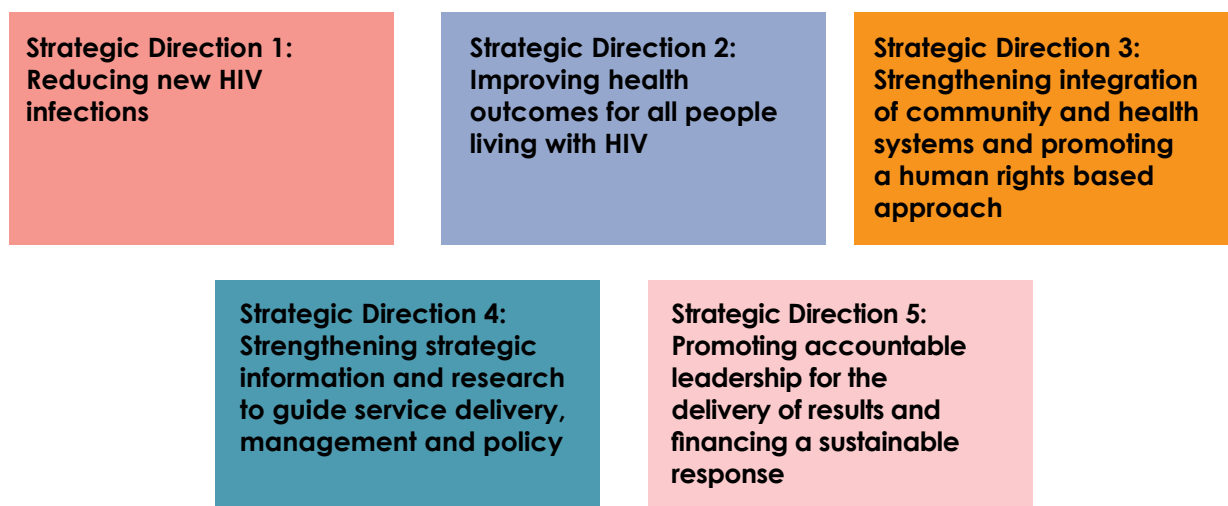 Strategic Direction 1:
Reducing new HIV
infections
Strategic Direction 2:
Improving health
outcomes for all people
living with HIV
Strategic Direction 3:
Strengthening integration
of community and health
systems and promoting
a human rights based
approach
Strategic Direction 4:
Strengthening strategic
information and research
to guide service delivery,
management and policy
Strategic Direction 5:
Promoting accountable
leadership for the
delivery of results and
financing a sustainable
response